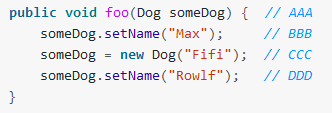 public void foo(Dog someDog) {  // AAA
    someDog.setName("Max");     // BBB
    someDog = new Dog("Fifi");  // CCC
    someDog.setName("Rowlf");   // DDD
}